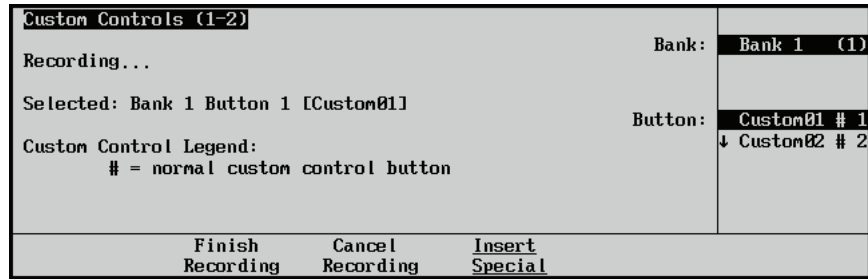 Custom Controls (1-2)
Bank: Bank 1 (1)
Recording...
Selected: Bank 1 Button 1 [Custom01]
Button: Custom01 # 1
↓ Custom02 # 2
Custom Control Legend:
# = normal custom control button
Finish Recording
Cancel Recording
Insert Special